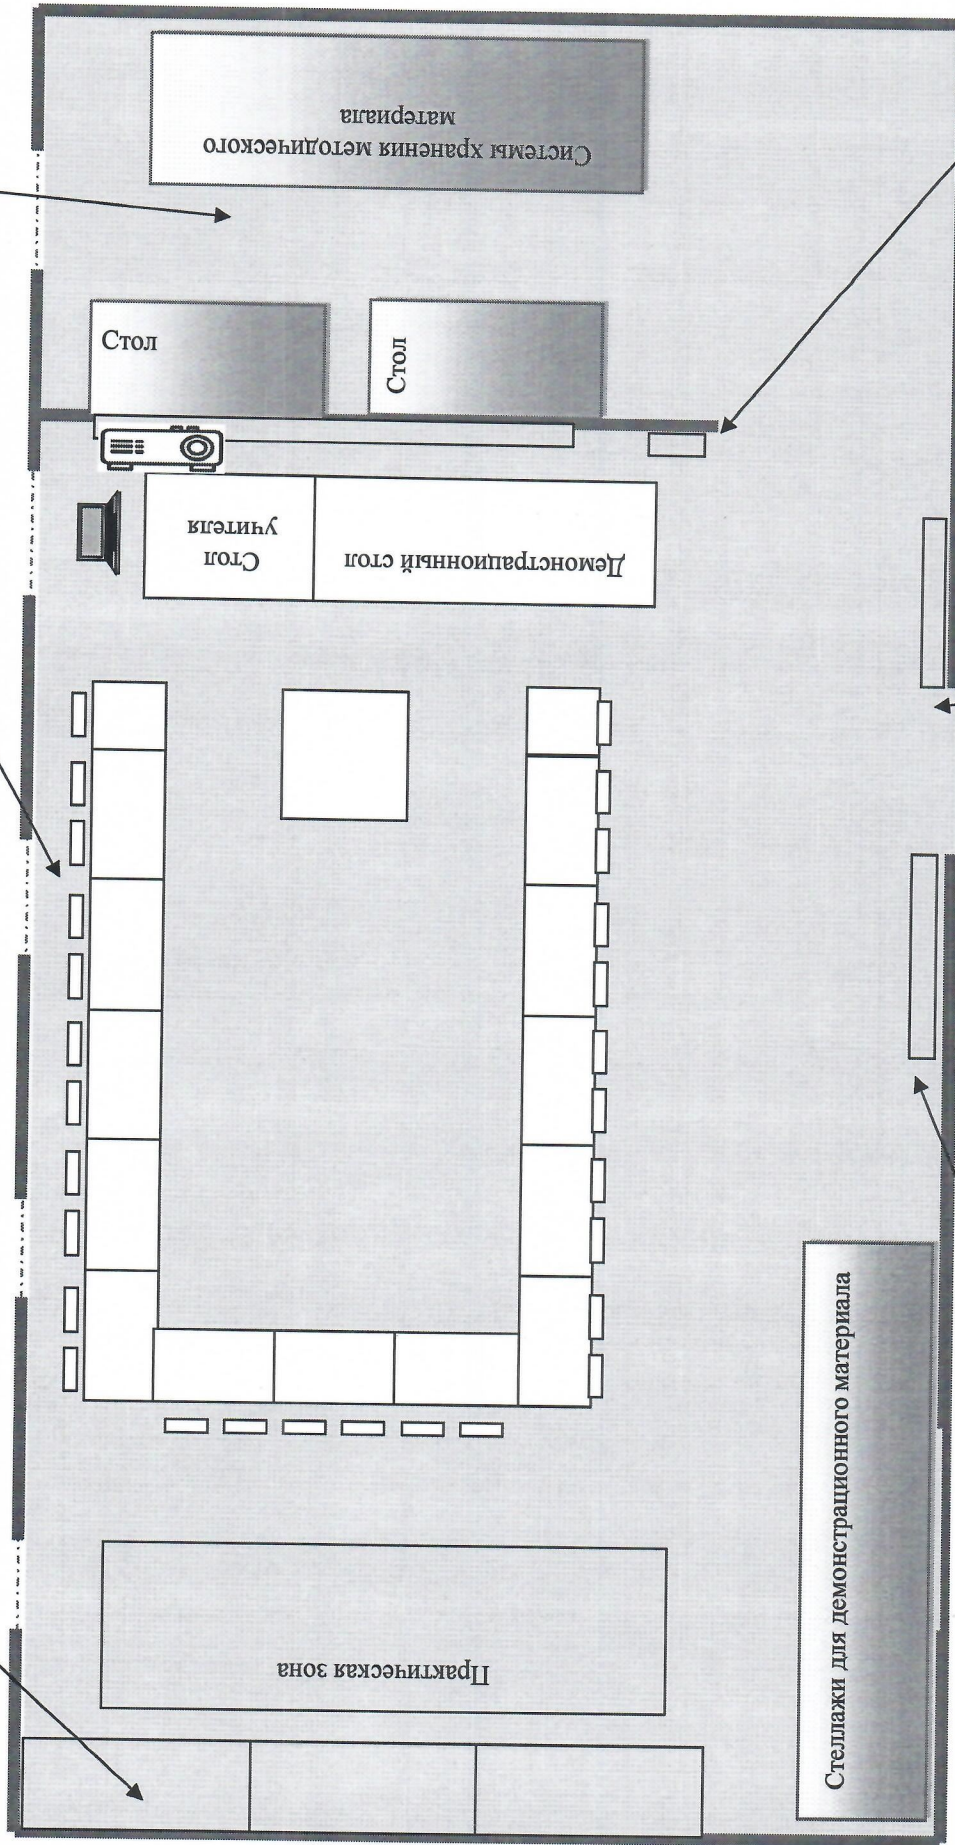 Системы хранения методического
материала
Стол
Стол
Стол
учителя
Демонстрационный стол
Практическая зона
Стеллажи для демонстрационного материала